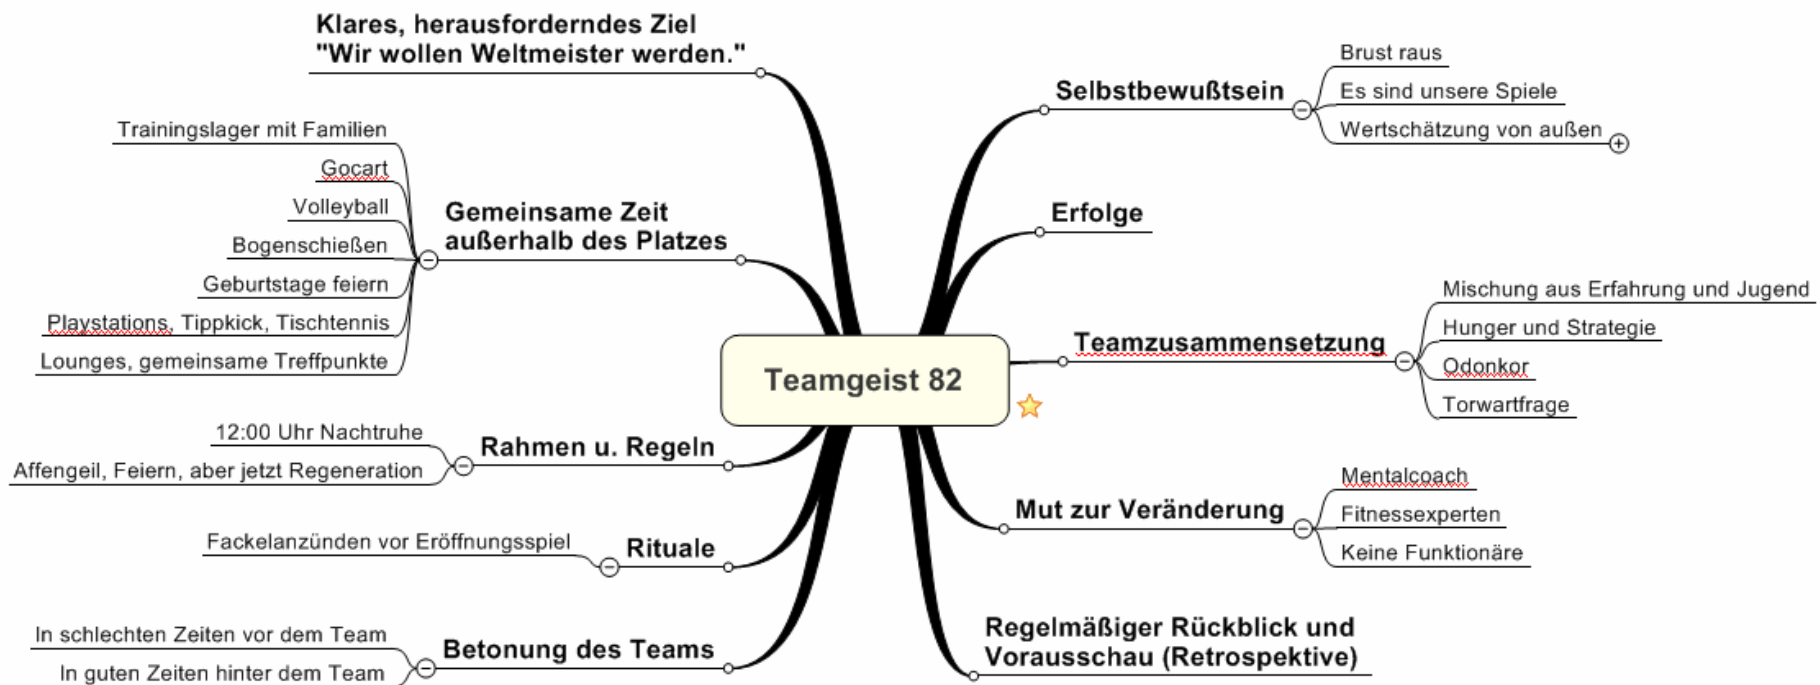 Klares, herausforderndes Ziel
"Wir wollen Weltmeister werden."
Trainingslager mit Familien
Gocart
Volleyball
Bogenschießen
Geburtstage feiern
Playstations, Tippkick, Tischtennis
Lounges, gemeinsame Treffpunkte
Gemeinsame Zeit
außerhalb des Platzes
12:00 Uhr Nachtruhe
Affengeil, Feiern, aber jetzt Regeneration
Rahmen u. Regeln
Fackelanzünden vor Eröffnungsspiel
Rituale
In schlechten Zeiten vor dem Team
In guten Zeiten hinter dem Team
Betonung des Teams
Teamgeist 82
Selbstbewußtsein
Brust raus
Es sind unsere Spiele
Wertschätzung von außen
Erfolge
Teamzusammensetzung
Mischung aus Erfahrung und Jugend
Hunger und Strategie
Odonkor
Torwartfrage
Mut zur Veränderung
Mentalcoach
Fitnessexperten
Keine Funktionäre
Regelmäßiger Rückblick und
Vorausschau (Retrospektive)